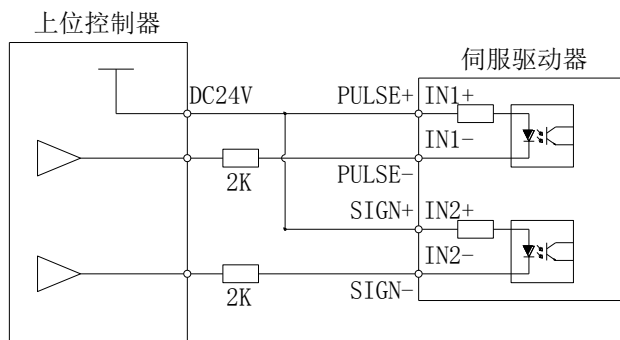 上位控制器
伺服驱动器
DC24V
PULSE+
IN1+
IN1-
2K
PULSE-
SIGN+
IN2+
IN2-
2K
SIGN-